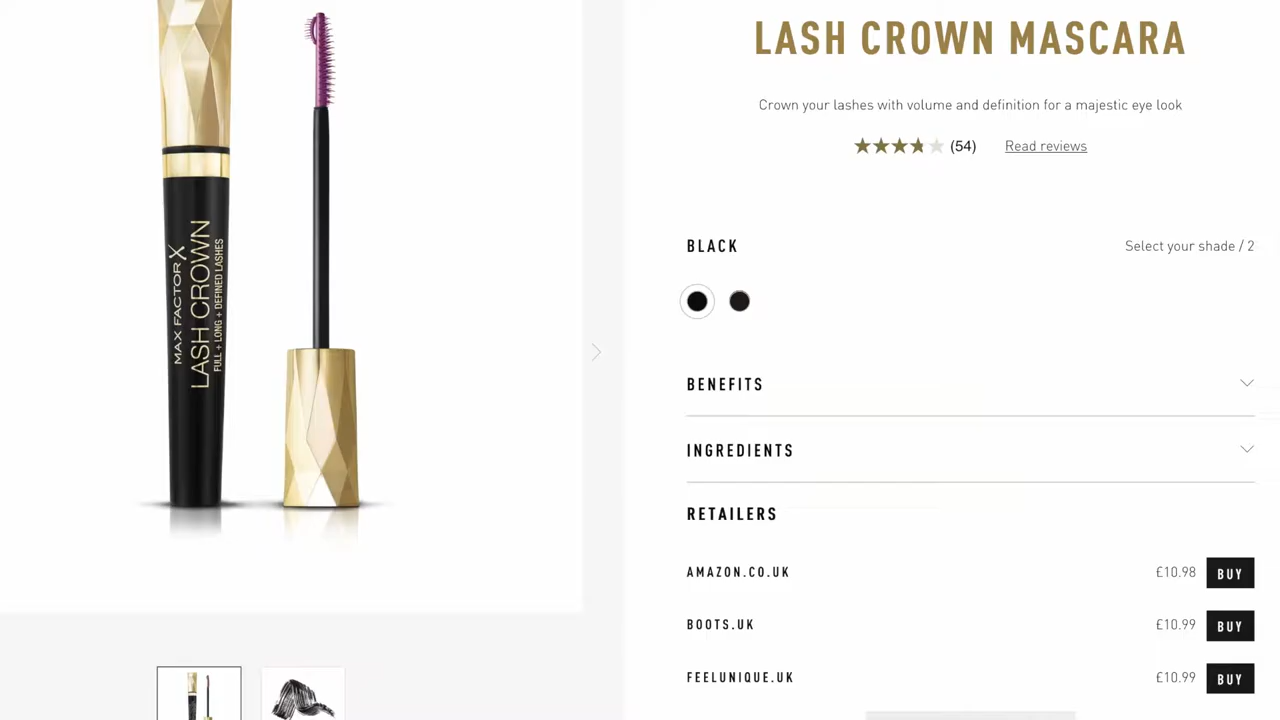 MAX FACTOR X
LASH CROWN
FULL + LONG + DEFINED LASHES
LASH CROWN MASCARA
Crown your lashes with volume and definition for a majestic eye look
(54) Read reviews
BLACK Select your shade / 2
BENEFITS
INGREDIENTS
RETAILERS
AMAZON.CO.UK £10.98 BUY
BOOTS.UK £10.99 BUY
FEELUNIQUE.UK £10.99 BUY